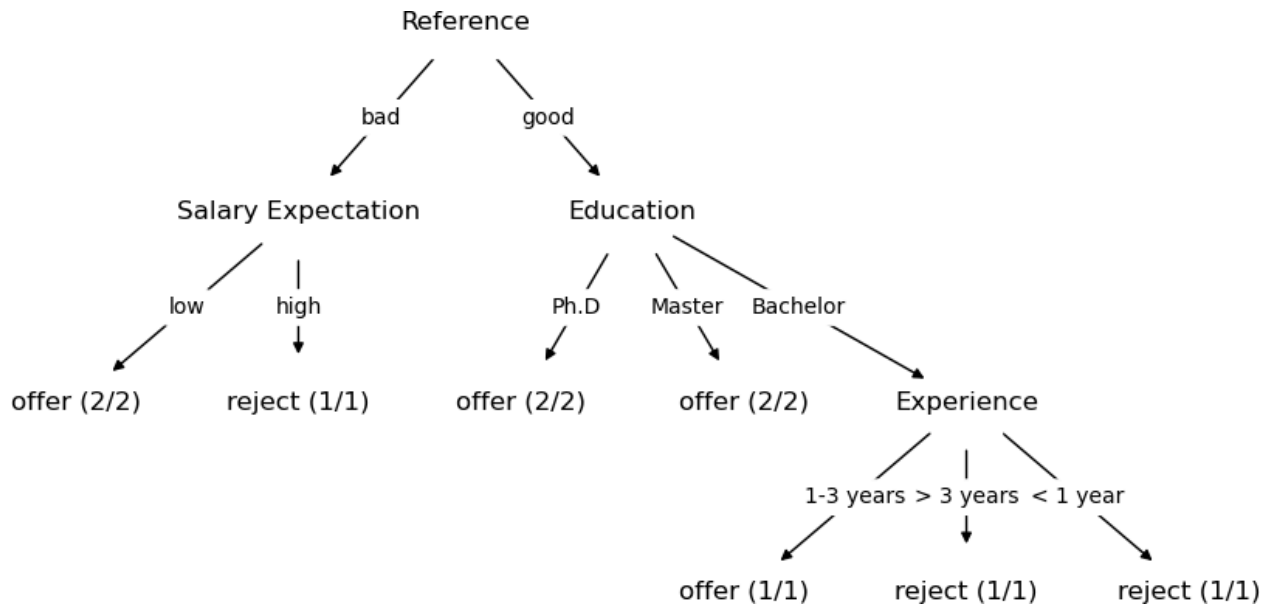 Reference
bad good
Salary Expectation Education
low high Ph.D Master Bachelor
offer (2/2) reject (1/1) offer (2/2) offer (2/2) Experience
1-3 years > 3 years < 1 year
offer (1/1) reject (1/1) reject (1/1)